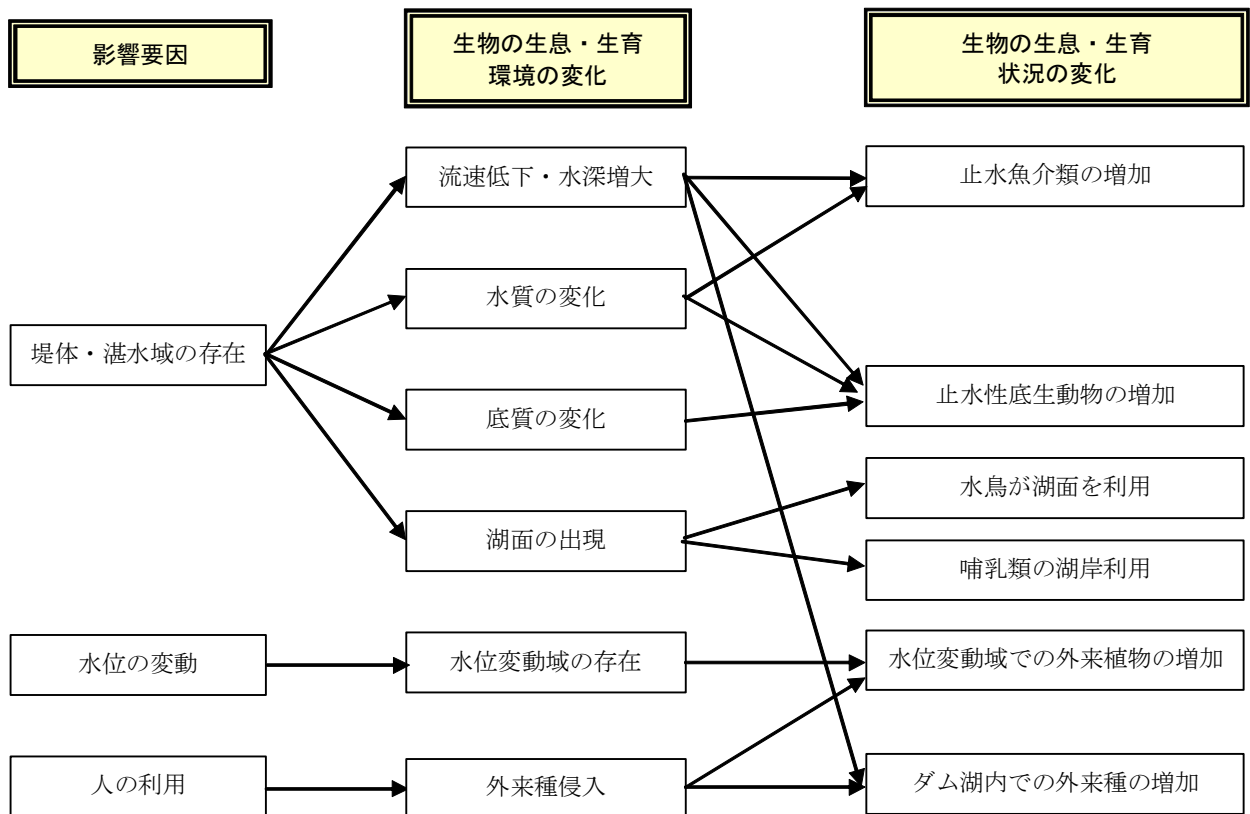 影響要因
生物の生息・生育
環境の変化
生物の生息・生育
状況の変化
堤体・湛水域の存在
水位の変動
人の利用
流速低下・水深増大
水質の変化
底質の変化
湖面の出現
水位変動域の存在
外来種侵入
止水魚介類の増加
止水性底生動物の増加
水鳥が湖面を利用
哺乳類の湖岸利用
水位変動域での外来植物の増加
ダム湖内での外来種の増加